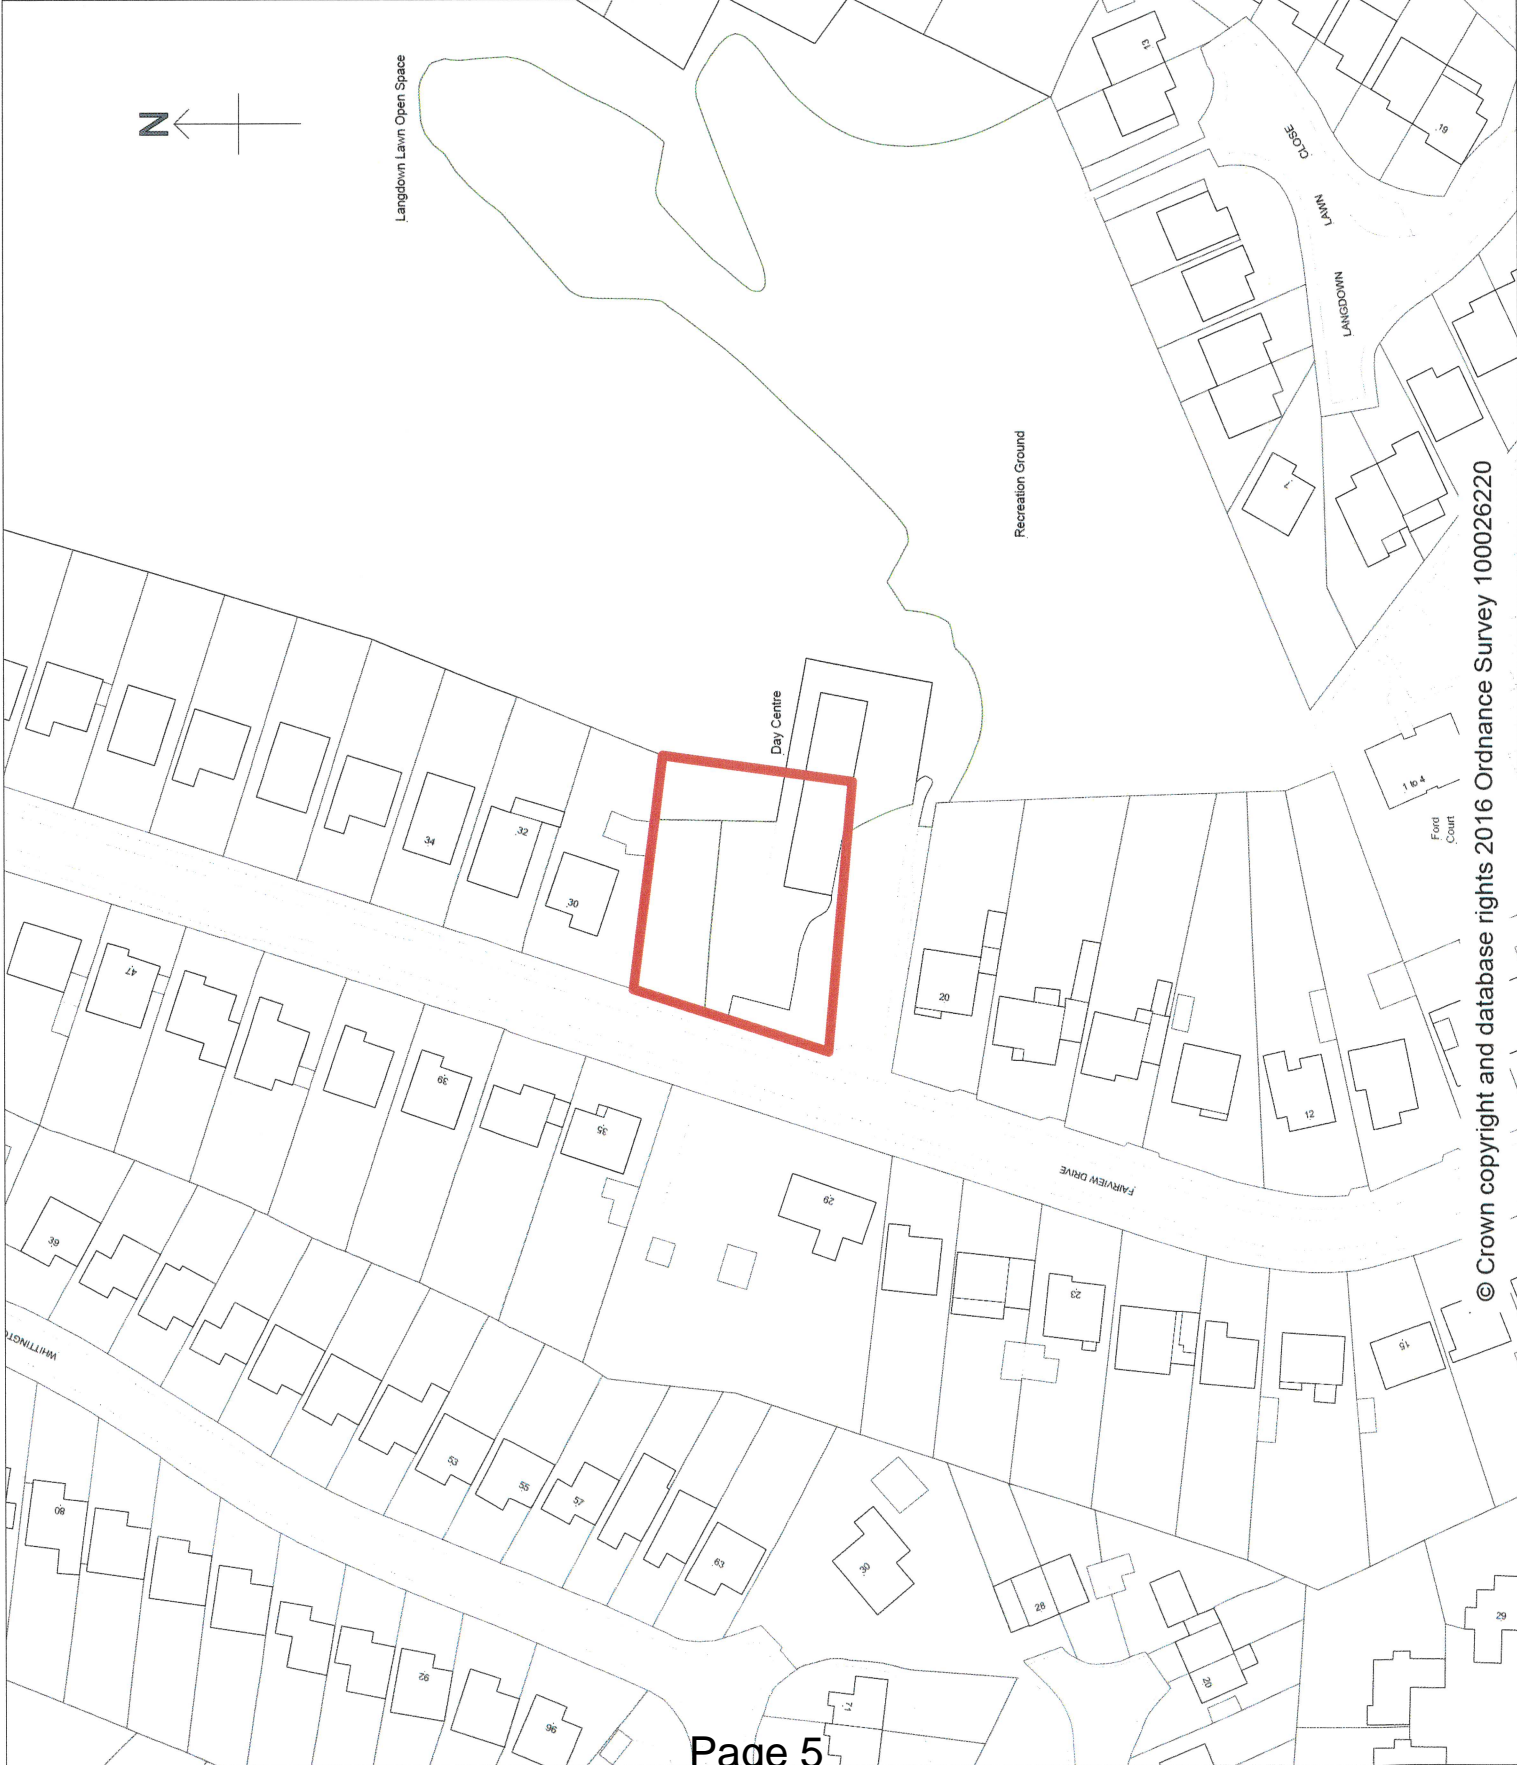 N
Langdown Lawn Open Space
13
19
CLOSE
LAWN
LANGDOWN
Recreation Ground
7
Day Centre
34
32
30
1 to 4
Ford
Court
47
39
35
20
12
29
FAIRVIEW DRIVE
23
15
39
WHITTINGTO
53
55
57
63
80
92
96
30
28
20
29
71
© Crown copyright and database rights 2016 Ordnance Survey 100026220
Page 5